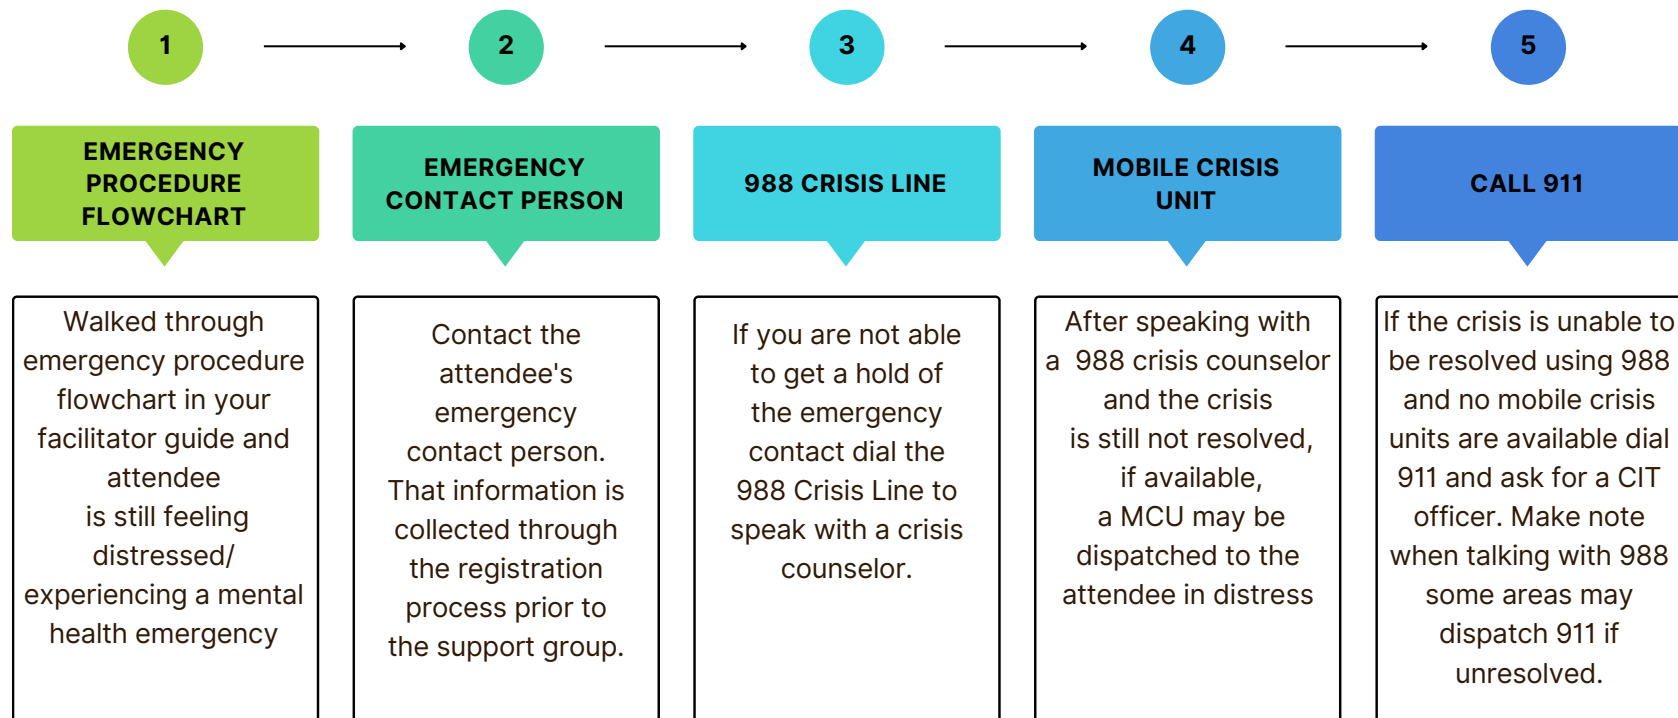 1
2
3
4
5
EMERGENCY
PROCEDURE
FLOWCHART
EMERGENCY
CONTACT PERSON
988 CRISIS LINE
MOBILE CRISIS
UNIT
CALL 911
Walked through
emergency procedure
flowchart in your
facilitator guide and
attendee
is still feeling
distressed/
experiencing a mental
health emergency
Contact the
attendee's
emergency
contact person.
That information is
collected through
the registration
process prior to
the support group.
If you are not able
to get a hold of
the emergency
contact dial the
988 Crisis Line to
speak with a crisis
counselor.
After speaking with
a 988 crisis counselor
and the crisis
is still not resolved,
if available,
a MCU may be
dispatched to the
attendee in distress
If the crisis is unable to
be resolved using 988
and no mobile crisis
units are available dial
911 and ask for a CIT
officer. Make note
when talking with 988
some areas may
dispatch 911 if
unresolved.